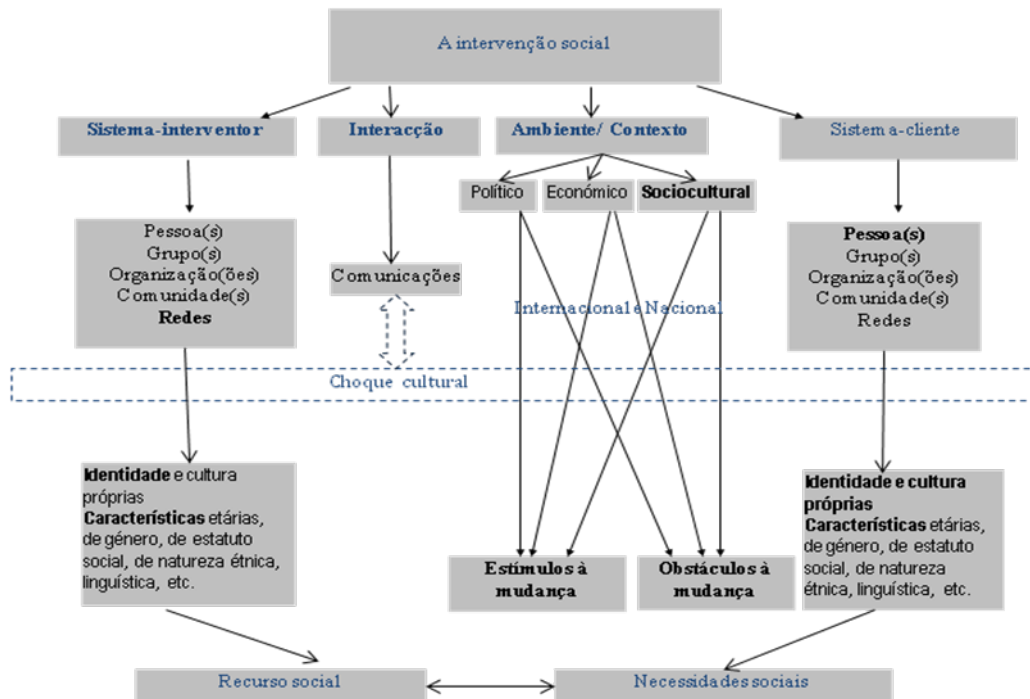 A intervenção social
Sistema-interventor
Interacção
Ambiente/ Contexto
Sistema-cliente
Político
Económico
Sociocultural
Pessoa(s)
Grupo(s)
Organização(ões)
Comunidade(s)
Redes
Comunicações
Pessoa(s)
Grupo(s)
Organização(ões)
Comunidade(s)
Redes
Internacional e Nacional
Choque cultural
Identidade e cultura
próprias
Características etárias,
de género, de estatuto
social, de natureza étnica,
linguística, etc.
Estímulos à
mudança
Obstáculos à
mudança
Identidade e cultura
próprias
Características etárias,
de género, de estatuto
social, de natureza
étnica, linguística, etc.
Recurso social
Necessidades sociais